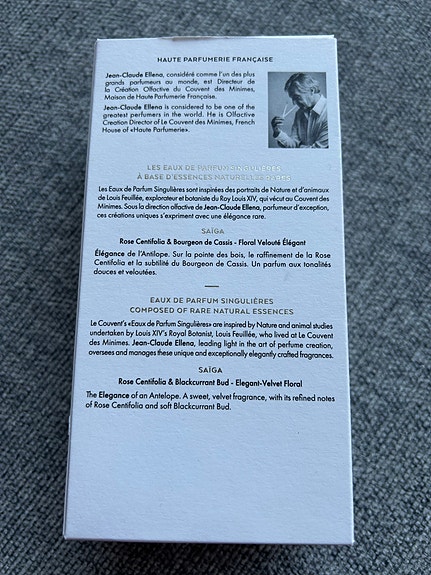 HAUTE PARFUMERIE FRANÇAISE
Jean-Claude Ellena, considéré comme l'un des plus
grands parfumeurs au monde, est Directeur de
la Création Olfactive du Couvent des Minimes,
Maison de Haute Parfumerie Française.
Jean-Claude Ellena is considered to be one of the
greatest perfumers in the world. He is Olfactive
Creation Director of Le Couvent des Minimes, French
House of «Haute Parfumerie».
LES EAUX DE PARFUM SINGULIÈRES
À BASE D'ESSENCES NATURELLES RARES
Les Eaux de Parfum Singulières sont inspirées des portraits de Nature et d'animaux
de Louis Feuillée, explorateur et botaniste du Roy Louis XIV, qui vécut au Couvent des
Minimes. Sous la direction olfactive de Jean-Claude Ellena, parfumeur d'exception,
ces créations uniques s'expriment avec une élégance rare.
SAÏGA
Rose Centifolia & Bourgeon de Cassis - Floral Velouté Élégant
Élégance de l'Antilope. Sur la pointe des bois, le raffinement de la Rose
Centifolia et la subtilité du Bourgeon de Cassis. Un parfum aux tonalités
douces et veloutées.
EAUX DE PARFUM SINGULIÈRES
COMPOSED OF RARE NATURAL ESSENCES
Le Couvent's «Eaux de Parfum Singulières» are inspired by Nature and animal studies
undertaken by Louis XIV's Royal Botanist, Louis Feuillée, who lived at Le Couvent
des Minimes. Jean-Claude Ellena, leading light in the art of perfume creation,
oversees and manages these unique and exceptionally elegantly crafted fragrances.
SAÏGA
Rose Centifolia & Blackcurrant Bud - Elegant-Velvet Floral
The Elegance of an Antelope. A sweet, velvet fragrance, with its refined notes
of Rose Centifolia and soft Blackcurrant Bud.